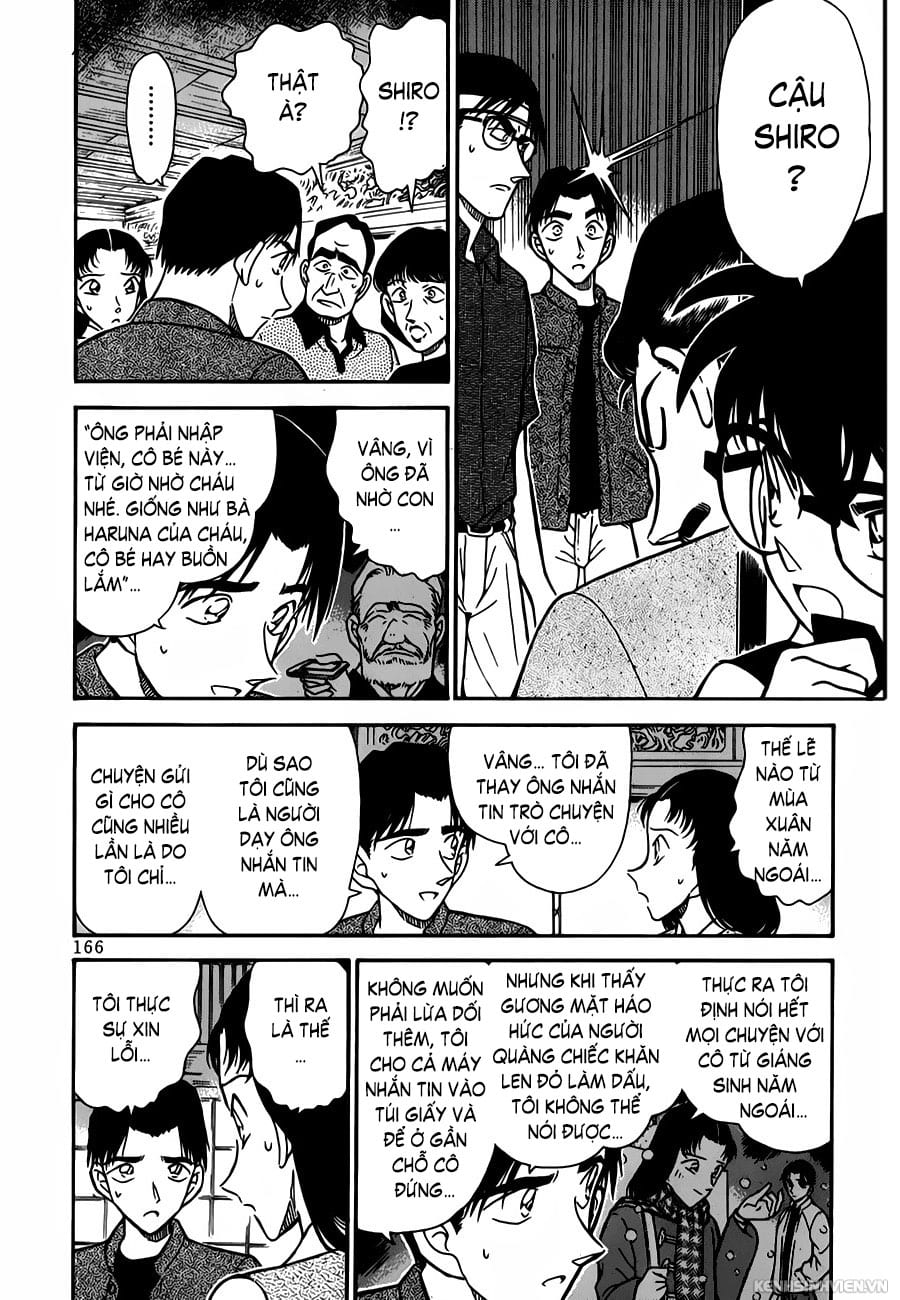 CẬU
SHIRO
?
SHIRO
!?
THẬT
À?
.........
VÂNG, VÌ
ÔNG ĐÃ
NHỜ CON
...
"ÔNG PHẢI NHẬP
VIỆN, CÔ BÉ NÀY...
TỪ GIỜ NHỜ CHÁU
NHÉ. GIỐNG NHƯ BÀ
HARUNA CỦA CHÁU,
CÔ BÉ HAY BUỒN
LẮM"...
THẾ LẼ
NÀO TỪ
MÙA
XUÂN
NĂM
NGOÁI...
VÂNG... TÔI ĐÃ
THAY ÔNG NHẮN
TIN TRÒ CHUYỆN
VỚI CÔ.
DÙ SAO
TÔI CŨNG
LÀ NGƯỜI
DẠY ÔNG
NHẮN TIN
MÀ...
CHUYỆN GỬI
GÌ CHO CÔ
CŨNG NHIỀU
LẦN LÀ DO
TÔI CHỈ...
166
THỰC RA TÔI
ĐỊNH NÓI HẾT
MỌI CHUYỆN VỚI
CÔ TỪ GIÁNG
SINH NĂM
NGOÁI...
NHƯNG KHI THẤY
GƯƠNG MẶT HÁO
HỨC CỦA NGƯỜI
QUÀNG CHIẾC KHĂN
LEN ĐỎ LÀM DẤU,
TÔI KHÔNG THỂ
NÓI ĐƯỢC...
KHÔNG MUỐN
PHẢI LỪA DỐI
THÊM, TÔI
CHO CẢ MÁY
NHẮN TIN VÀO
TÚI GIẤY VÀ
ĐỂ Ở GẦN
CHỖ CÔ
ĐỨNG...
THÌ RA
LÀ THẾ
...
TÔI THỰC
SỰ XIN
LỖI...
KENHSINHVIEN.VN